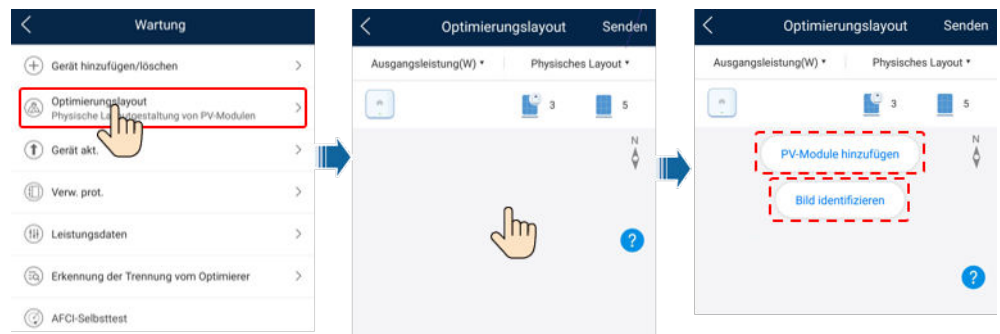 Wartung
Gerät hinzufügen/löschen
Optimierungslayout
Physische Layoutgestaltung von PV-Modulen
Gerät akt.
Verw. prot.
Leistungsdaten
Erkennung der Trennung vom Optimierer
AFCI-Selbsttest
Optimierungslayout Senden
Ausgangsleistung(W) Physisches Layout
3 5
N
?
Optimierungslayout Senden
Ausgangsleistung(W) Physisches Layout
3 5
N
PV-Module hinzufügen
Bild identifizieren
?